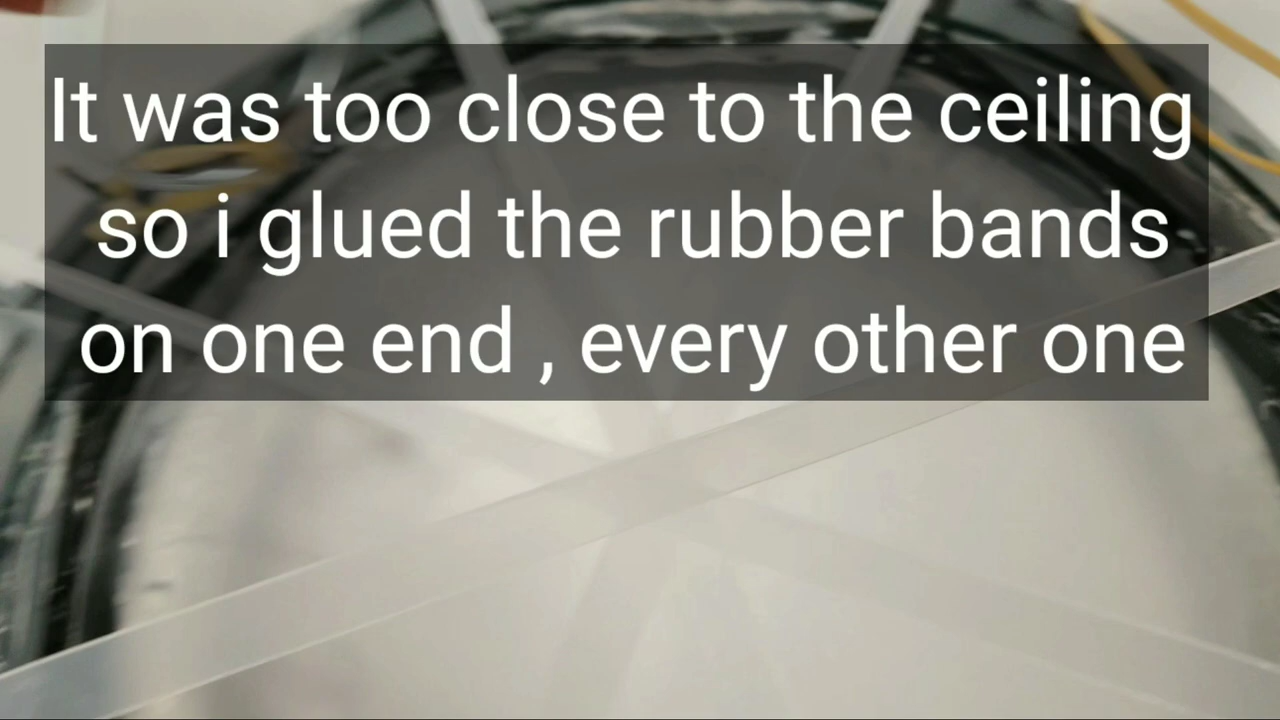 It was too close to the ceiling
so i glued the rubber bands
on one end , every other one